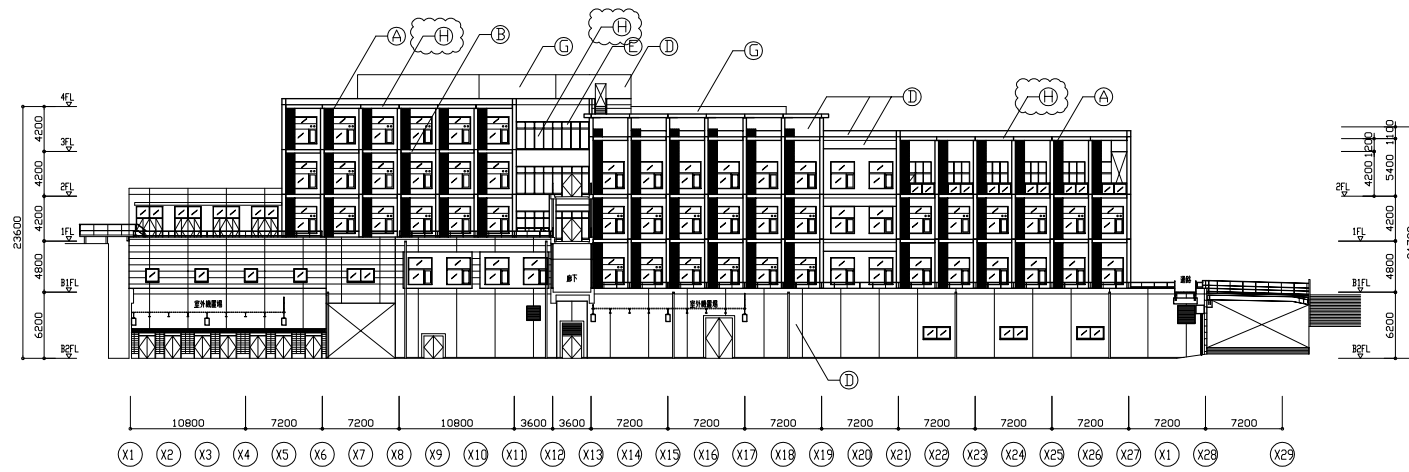 A
H
B
G
H
E
D
G
D
H
A
4FL
3FL
2FL
1FL
B1FL
B2FL
4200
4200
4200
4800
6200
23600
2FL
1FL
B1FL
B2FL
1100
1200
5400
4200
4200
4800
6200
廊下
室外機置場
室外機置場
D
10800
7200
7200
10800
3600
3600
7200
7200
7200
7200
7200
7200
7200
7200
7200
X1
X2
X3
X4
X5
X6
X7
X8
X9
X10
X11
X12
X13
X14
X15
X16
X17
X18
X19
X20
X21
X22
X23
X24
X25
X26
X27
X1
X28
X29